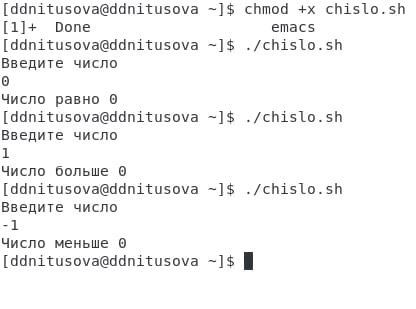 [ddnitusova@ddnitusova ~]$ chmod +x chislo.sh
[1]+  Done                    emacs
[ddnitusova@ddnitusova ~]$ ./chislo.sh
Введите число
0
Число равно 0
[ddnitusova@ddnitusova ~]$ ./chislo.sh
Введите число
1
Число больше 0
[ddnitusova@ddnitusova ~]$ ./chislo.sh
Введите число
-1
Число меньше 0
[ddnitusova@ddnitusova ~]$